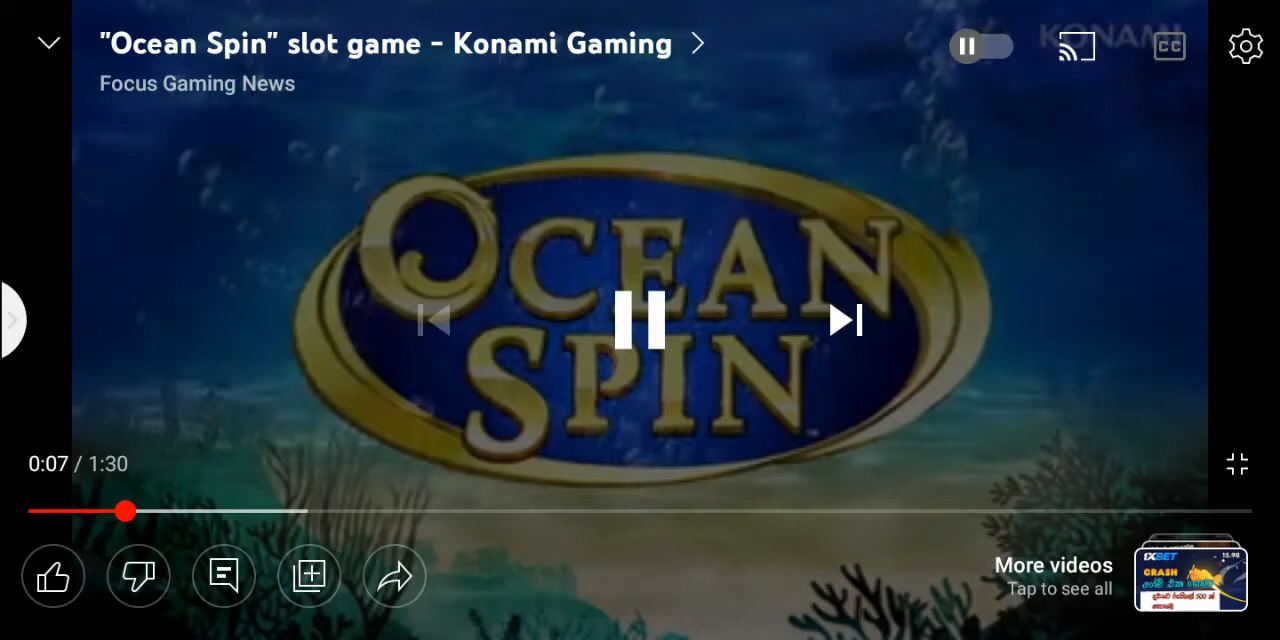 "Ocean Spin" slot game - Konami Gaming
Focus Gaming News
KONAMI
CC
OCEAN
SPIN
0:07 / 1:30
More videos
Tap to see all
1XBET
15.98
CRASH